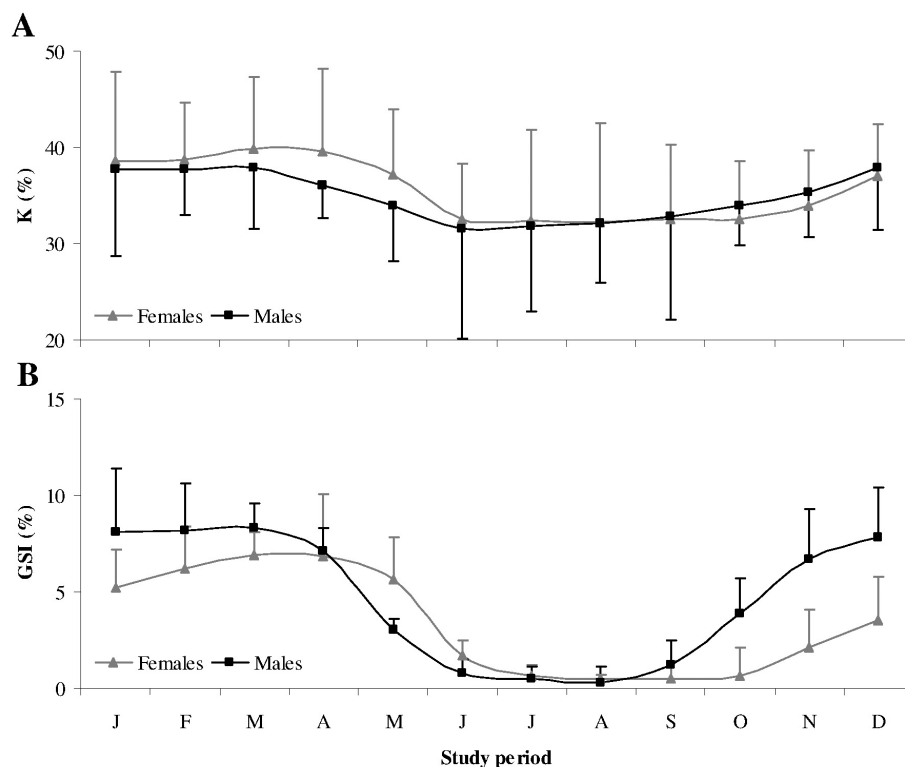 A
50
40
K (%)
30
Females Males
20
B
15
10
GSI (%)
5
Females Males
0
J F M A M J J A S O N D
Study period